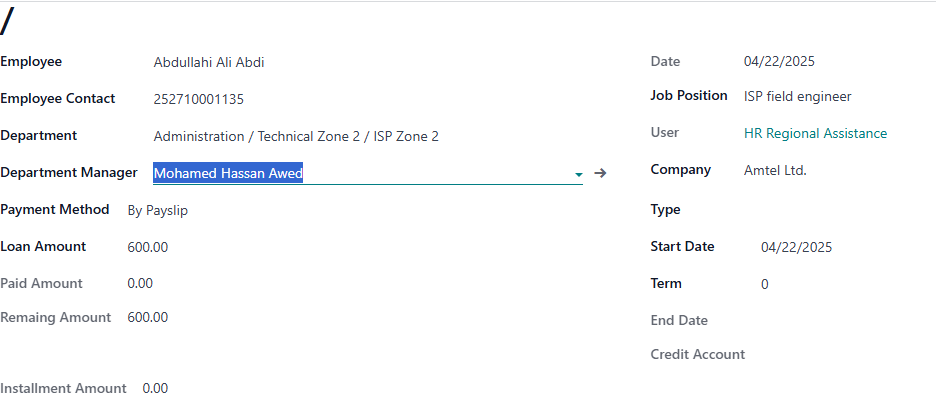 /
Employee Abdullahi Ali Abdi Date 04/22/2025
Employee Contact 252710001135 Job Position ISP field engineer
Department Administration / Technical Zone 2 / ISP Zone 2 User HR Regional Assistance
Department Manager Mohamed Hassan Awed Company Amtel Ltd.
Payment Method By Payslip Type
Loan Amount 600.00 Start Date 04/22/2025
Paid Amount 0.00 Term 0
Remaing Amount 600.00 End Date
Credit Account
Installment Amount 0.00